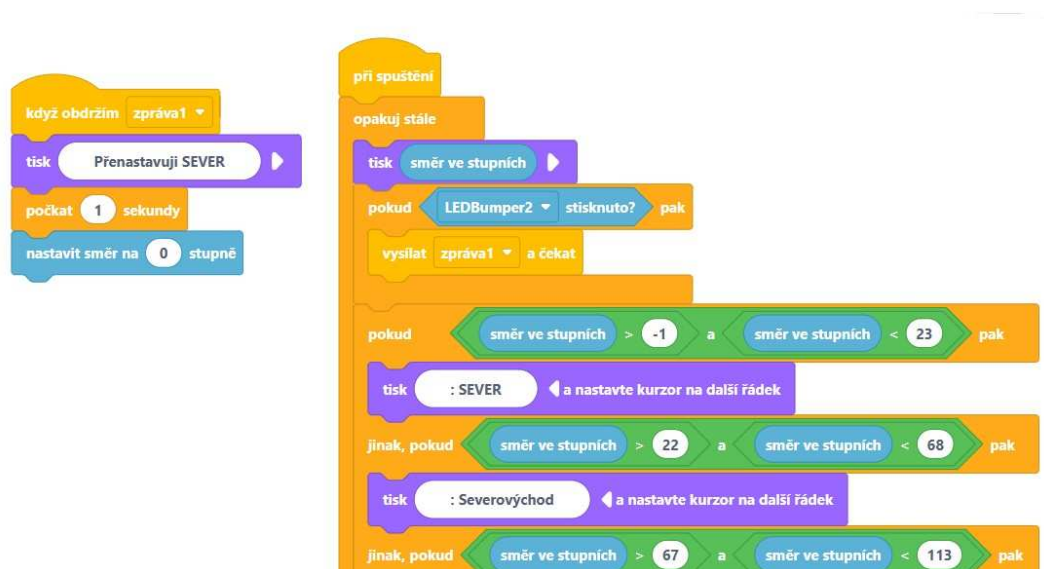 když obdržím zpráva1
tisk Přenastavuji SEVER
počkat 1 sekundy
nastavit směr na 0 stupně
při spuštění
opakuj stále
tisk směr ve stupních
pokud LEDBumper2 stisknuto? pak
vysílat zpráva1 a čekat
pokud směr ve stupních > -1 a směr ve stupních < 23 pak
tisk : SEVER a nastavte kurzor na další řádek
jinak, pokud směr ve stupních > 22 a směr ve stupních < 68 pak
tisk : Severovýchod a nastavte kurzor na další řádek
jinak, pokud směr ve stupních > 67 a směr ve stupních < 113 pak